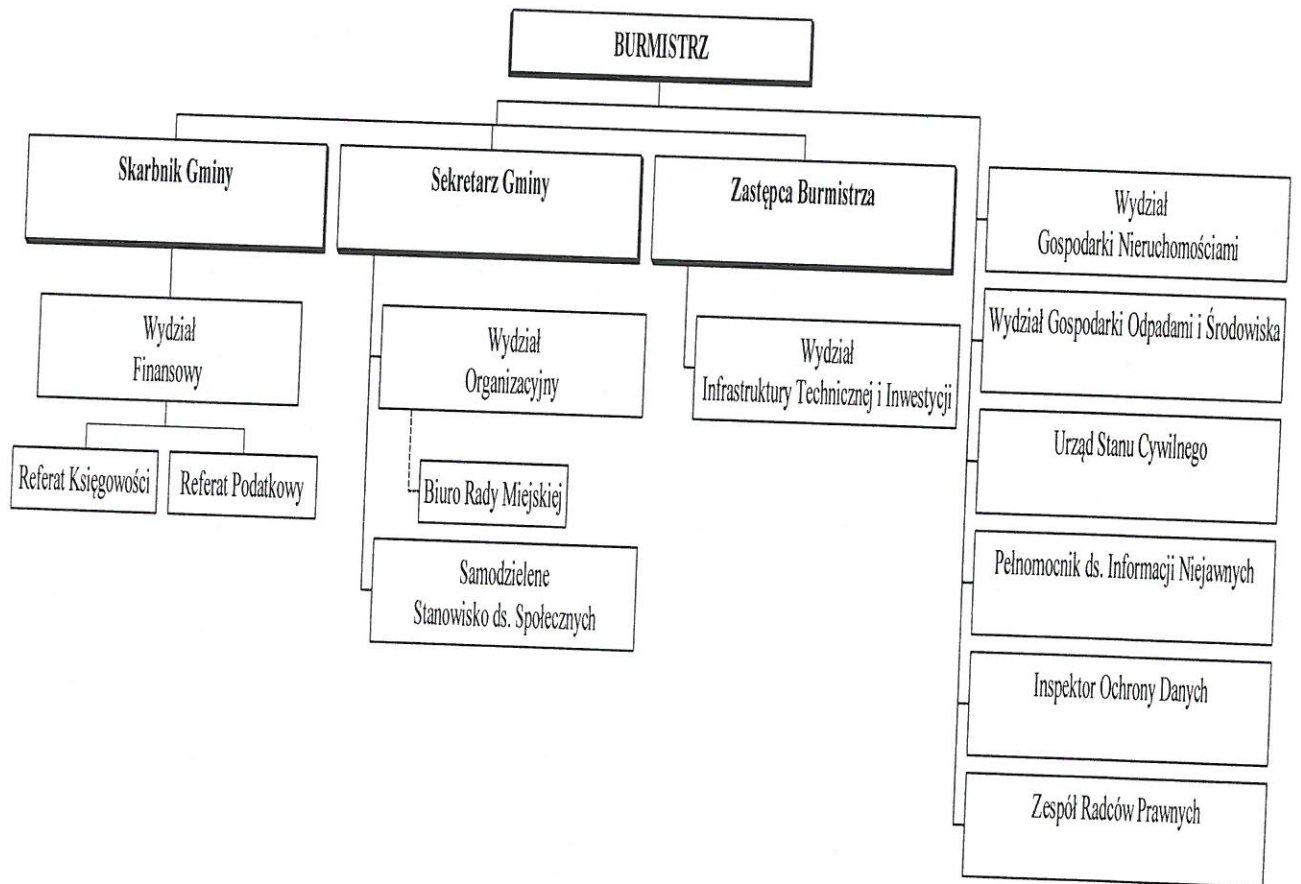 BURMISTRZ
Skarbnik Gminy
Sekretarz Gminy
Zastępca Burmistrza
Wydział
Finansowy
Referat Księgowości
Referat Podatkowy
Wydział
Organizacyjny
Biuro Rady Miejskiej
Samodzielene
Stanowisko ds. Społecznych
Wydział
Infrastruktury Technicznej i Inwestycji
Wydział
Gospodarki Nieruchomościami
Wydział Gospodarki Odpadami i Środowiska
Urząd Stanu Cywilnego
Pełnomocnik ds. Informacji Niejawnych
Inspektor Ochrony Danych
Zespół Radców Prawnych